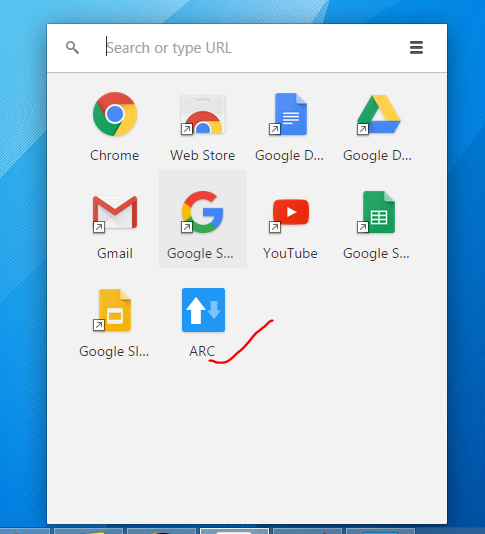 Search or type URL
Chrome
Web Store
Google D...
Google D...
Gmail
Google S...
YouTube
Google S...
Google Sl...
ARC